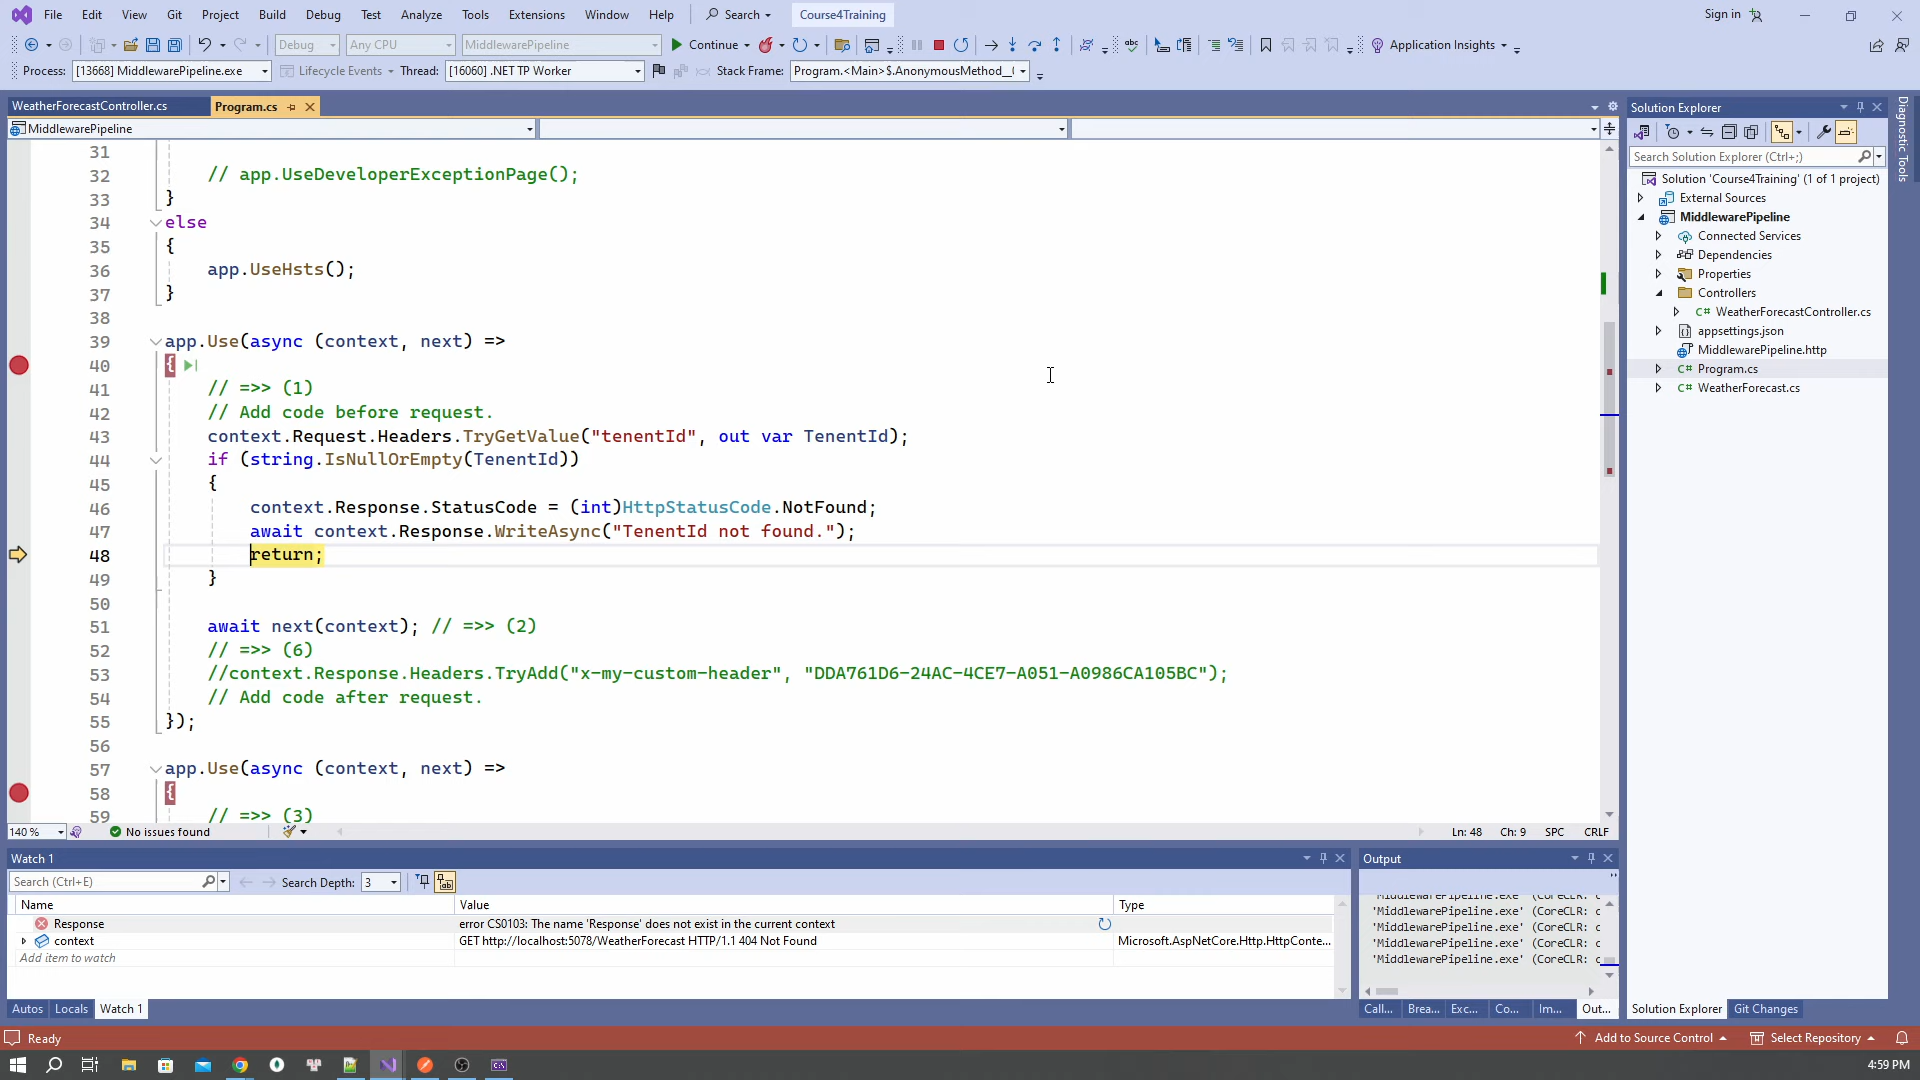 File Edit View Git Project Build Debug Test Analyze Tools Extensions Window Help Search Course4Training Sign in
Debug Any CPU MiddlewarePipeline Continue Application Insights
Process: [13668] MiddlewarePipeline.exe Lifecycle Events Thread: [16060] .NET TP Worker Stack Frame: Program.<Main>$.AnonymousMethod__(
WeatherForecastController.cs Program.cs
MiddlewarePipeline
31
32 // app.UseDeveloperExceptionPage();
33 }
34 else
35 {
36 app.UseHsts();
37 }
38
39 app.Use(async (context, next) =>
40 {
41 // =>> (1)
42 // Add code before request.
43 context.Request.Headers.TryGetValue("tenentId", out var TenentId);
44 if (string.IsNullOrEmpty(TenentId))
45 {
46 context.Response.StatusCode = (int)HttpStatusCode.NotFound;
47 await context.Response.WriteAsync("TenentId not found.");
48 return;
49 }
50
51 await next(context); // =>> (2)
52 // =>> (6)
53 //context.Response.Headers.TryAdd("x-my-custom-header", "DDA761D6-24AC-4CE7-A051-A0986CA105BC");
54 // Add code after request.
55 });
56
57 app.Use(async (context, next) =>
58 {
59 // =>> (3)
140 % No issues found Ln: 48 Ch: 9 SPC CRLF
Watch 1
Search (Ctrl+E) Search Depth: 3
Name Value Type
Response error CS0103: The name 'Response' does not exist in the current context
context GET http://localhost:5078/WeatherForecast HTTP/1.1 404 Not Found Microsoft.AspNetCore.Http.HttpConte...
Add item to watch
Autos Locals Watch 1
Output
'MiddlewarePipeline.exe' (CoreCLR: c
'MiddlewarePipeline.exe' (CoreCLR: c
'MiddlewarePipeline.exe' (CoreCLR: c
'MiddlewarePipeline.exe' (CoreCLR: c
'MiddlewarePipeline.exe' (CoreCLR: c
Call... Brea... Exc... Co... Im... Out...
Solution Explorer
Search Solution Explorer (Ctrl+;)
Solution 'Course4Training' (1 of 1 project)
External Sources
MiddlewarePipeline
Connected Services
Dependencies
Properties
Controllers
C# WeatherForecastController.cs
appsettings.json
MiddlewarePipeline.http
C# Program.cs
C# WeatherForecast.cs
Solution Explorer Git Changes
Diagnostic Tools
Ready Add to Source Control Select Repository
4:59 PM